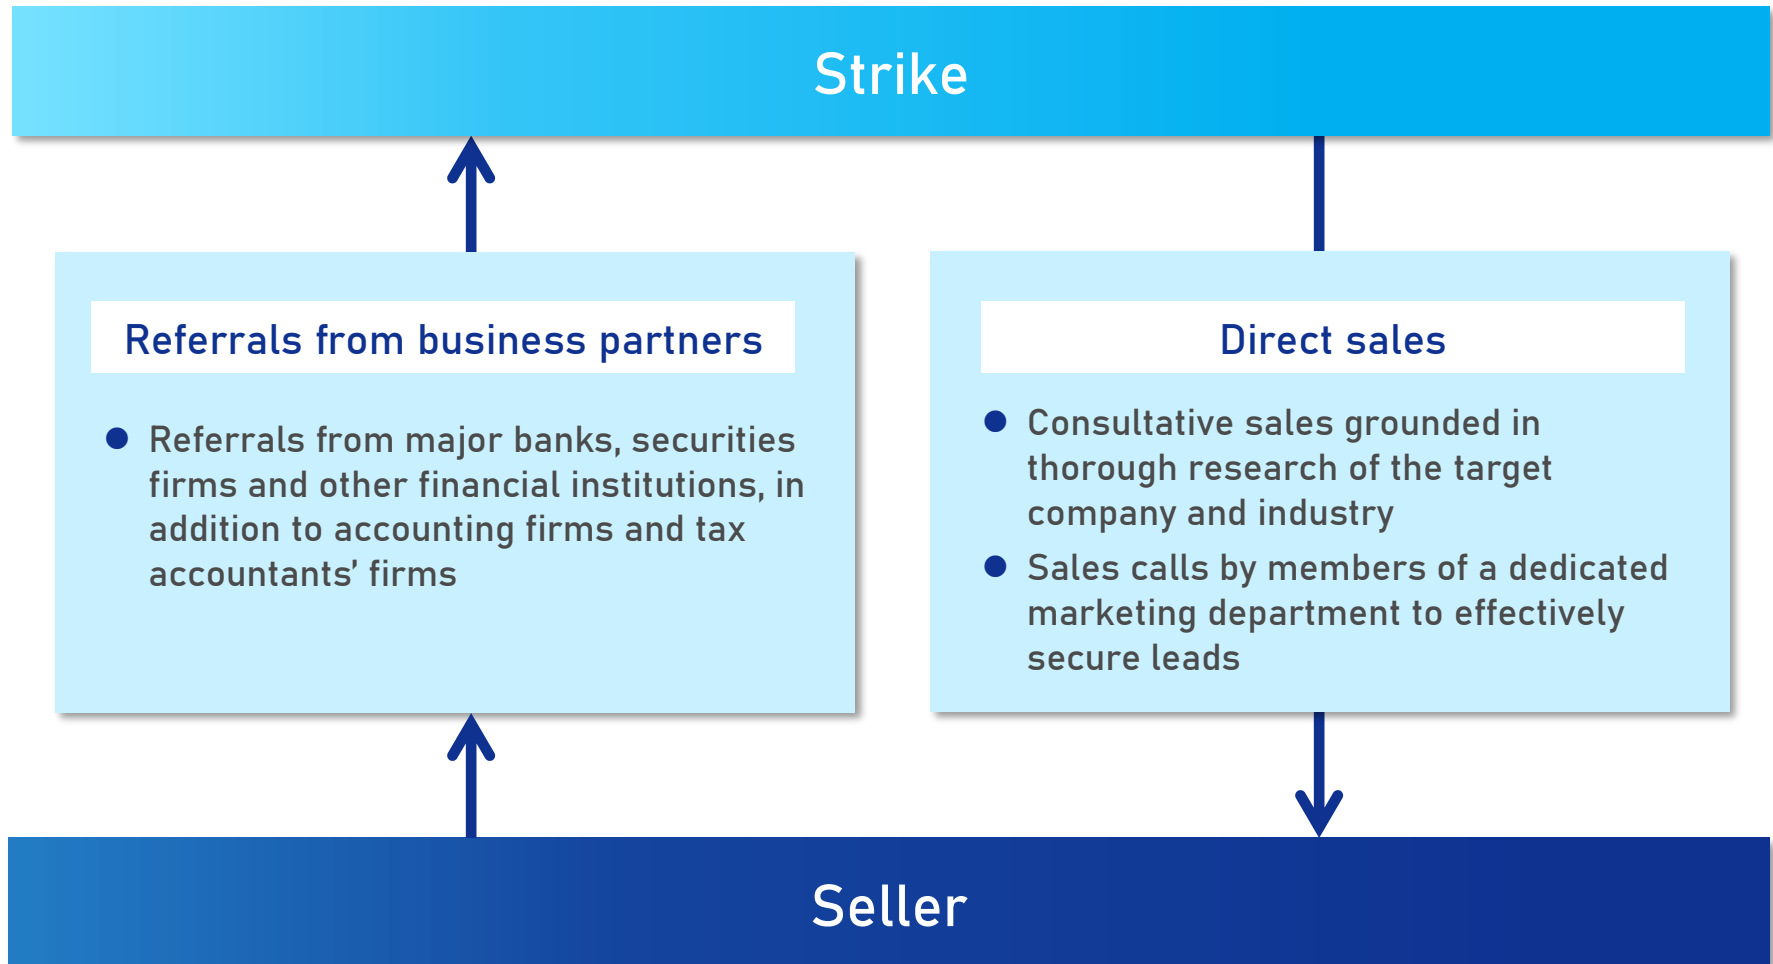 Strike
Referrals from business partners
● Referrals from major banks, securities
firms and other financial institutions, in
addition to accounting firms and tax
accountants’ firms
Direct sales
● Consultative sales grounded in
thorough research of the target
company and industry
● Sales calls by members of a dedicated
marketing department to effectively
secure leads
Seller